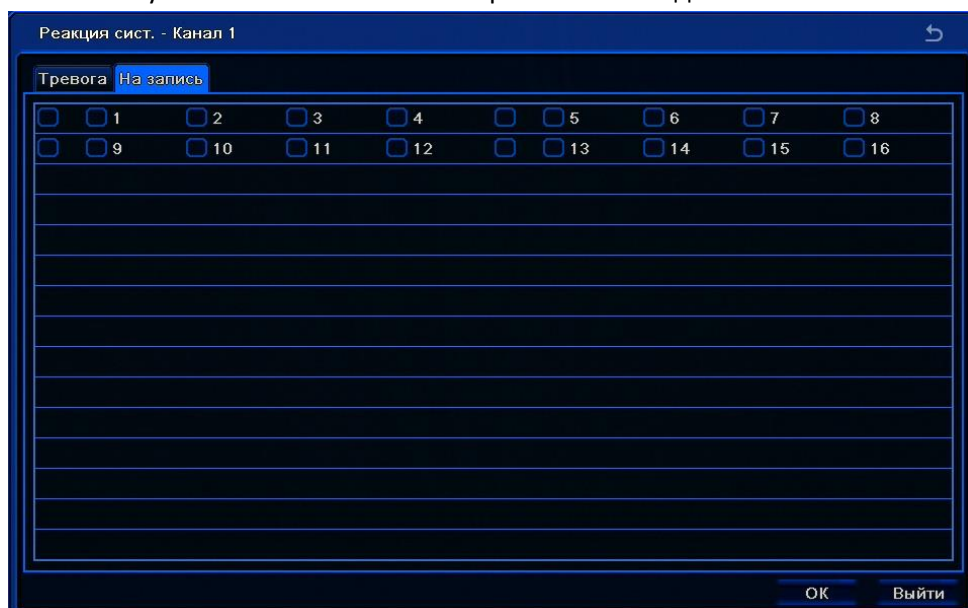 Реакция сист. - Канал 1
Тревога На запись
1 2 3 4 5 6 7 8
9 10 11 12 13 14 15 16
ОК Выйти